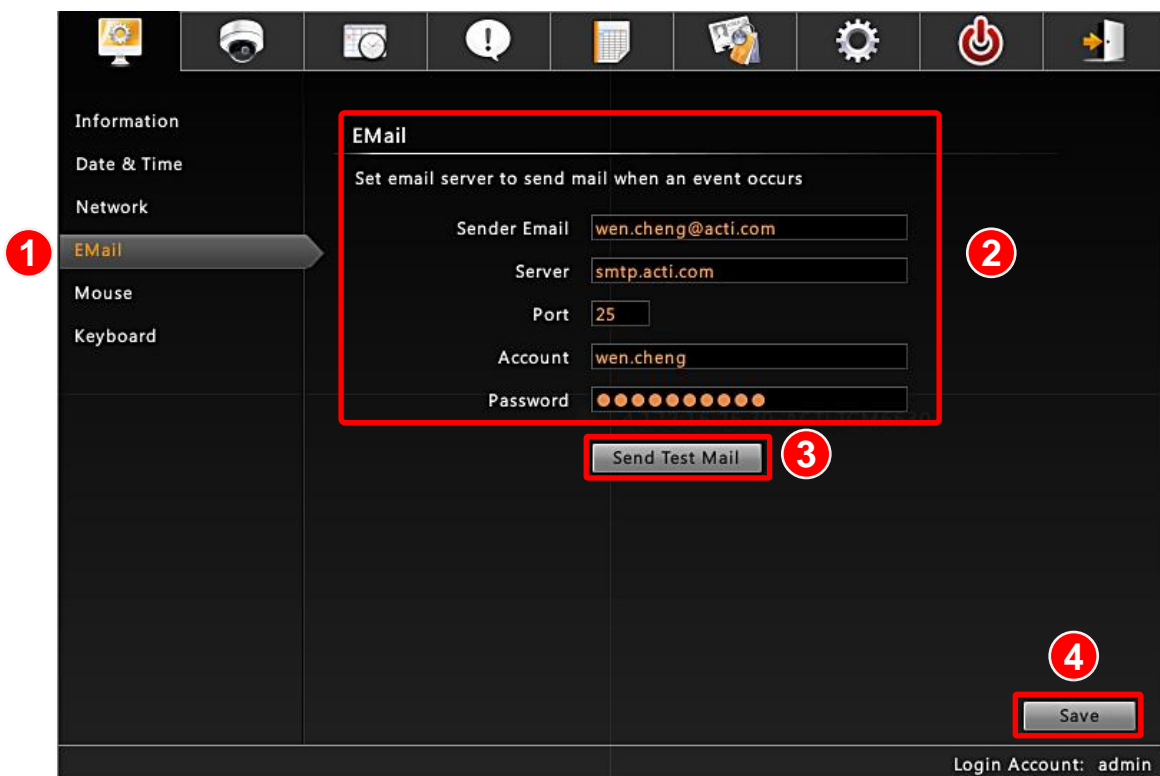 Information
Date & Time
Network
EMail
Mouse
Keyboard
1
EMail
Set email server to send mail when an event occurs
Sender Email wen.cheng@acti.com
Server smtp.acti.com
Port 25
Account wen.cheng
Password ●●●●●●●●●●
2
Send Test Mail
3
4
Save
Login Account: admin